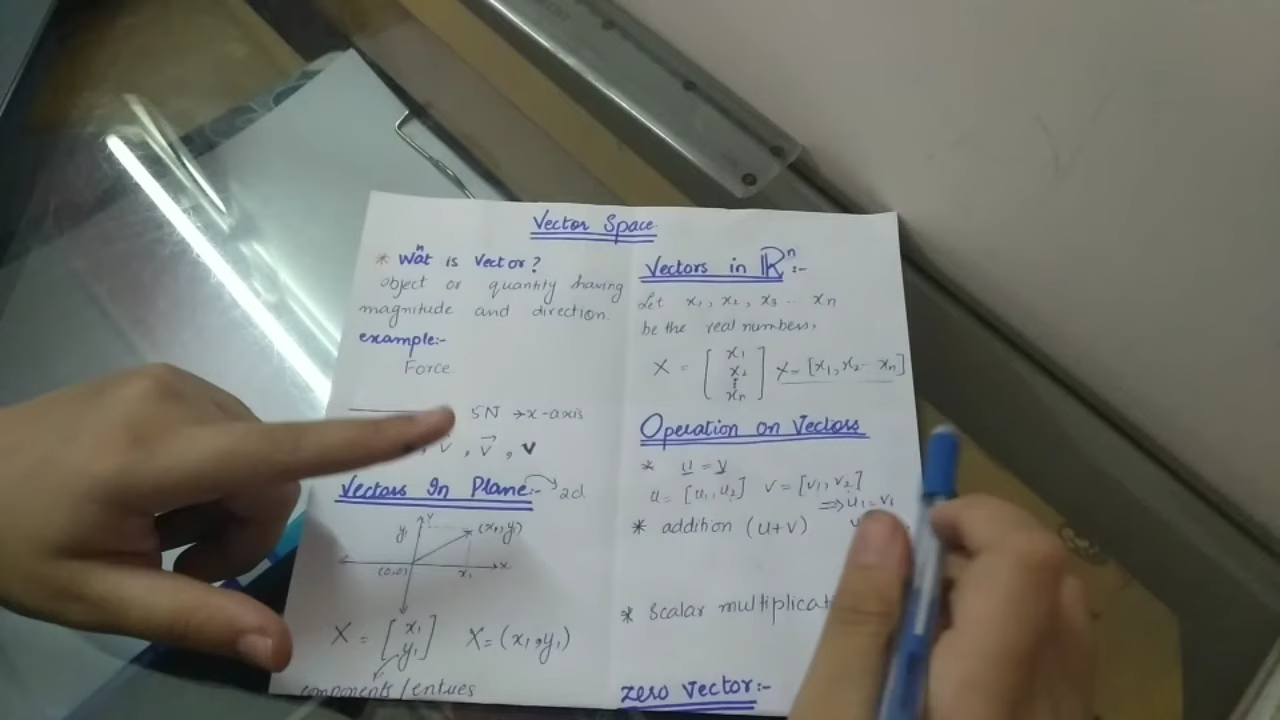 Vector Space
* Wat is Vector?
object or quantity having
magnitude and direction.
example:-
Force
5N → x-axis
, v , v⃗ , v
Vectors In Plane:- → 2d
y₁ Y (x₁,y₁)
(0,0) x₁ x
X = [x₁ y₁] X = (x₁,y₁)
components/entries
Vectors in ℝⁿ:-
Let x₁, x₂, x₃ ... xₙ
be the real numbers,
X = [x₁ x₂ ⋮ xₙ] X = [x₁, x₂ -- xₙ]
Operation on Vectors
* u = v
u = [u₁, u₂] v = [v₁, v₂]
⇒ u₁ = v₁
* addition (u+v)
* Scalar multiplicat
Zero Vector:-